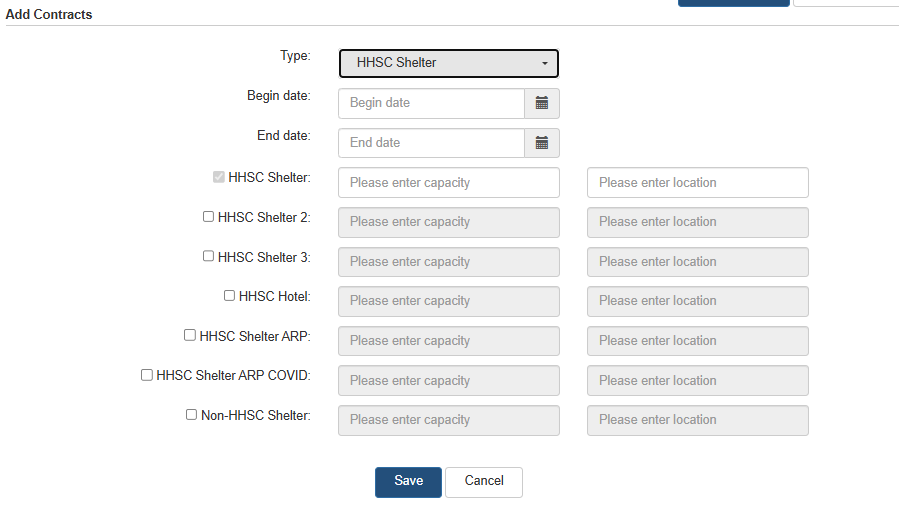 Add Contracts
Type: HHSC Shelter
Begin date: Begin date
End date: End date
HHSC Shelter: Please enter capacity Please enter location
HHSC Shelter 2: Please enter capacity Please enter location
HHSC Shelter 3: Please enter capacity Please enter location
HHSC Hotel: Please enter capacity Please enter location
HHSC Shelter ARP: Please enter capacity Please enter location
HHSC Shelter ARP COVID: Please enter capacity Please enter location
Non-HHSC Shelter: Please enter capacity Please enter location
Save Cancel